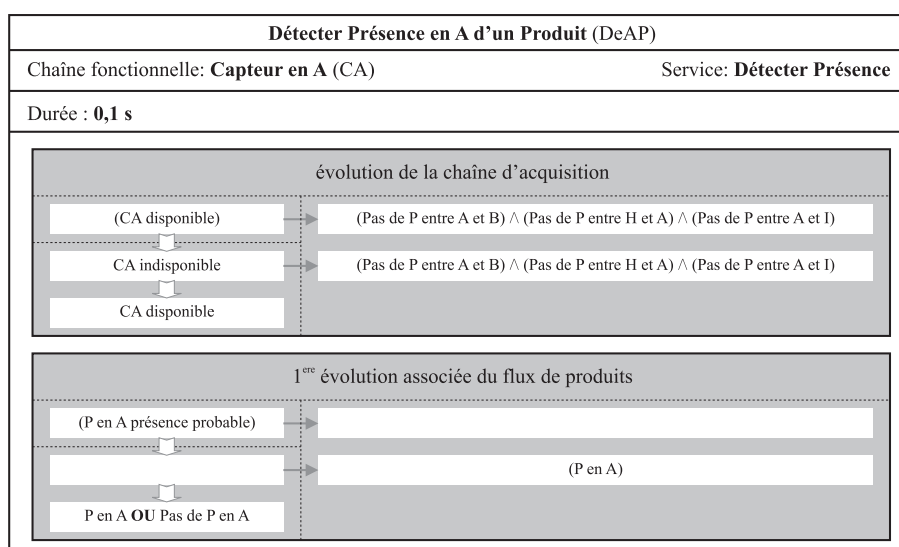 Détecter Présence en A d'un Produit (DeAP)
Chaîne fonctionnelle: Capteur en A (CA) Service: Détecter Présence
Durée : 0,1 s
évolution de la chaîne d'acquisition
(CA disponible) (Pas de P entre A et B) ∧ (Pas de P entre H et A) ∧ (Pas de P entre A et I)
CA indisponible (Pas de P entre A et B) ∧ (Pas de P entre H et A) ∧ (Pas de P entre A et I)
CA disponible
1ere évolution associée du flux de produits
(P en A présence probable)
(P en A)
P en A OU Pas de P en A